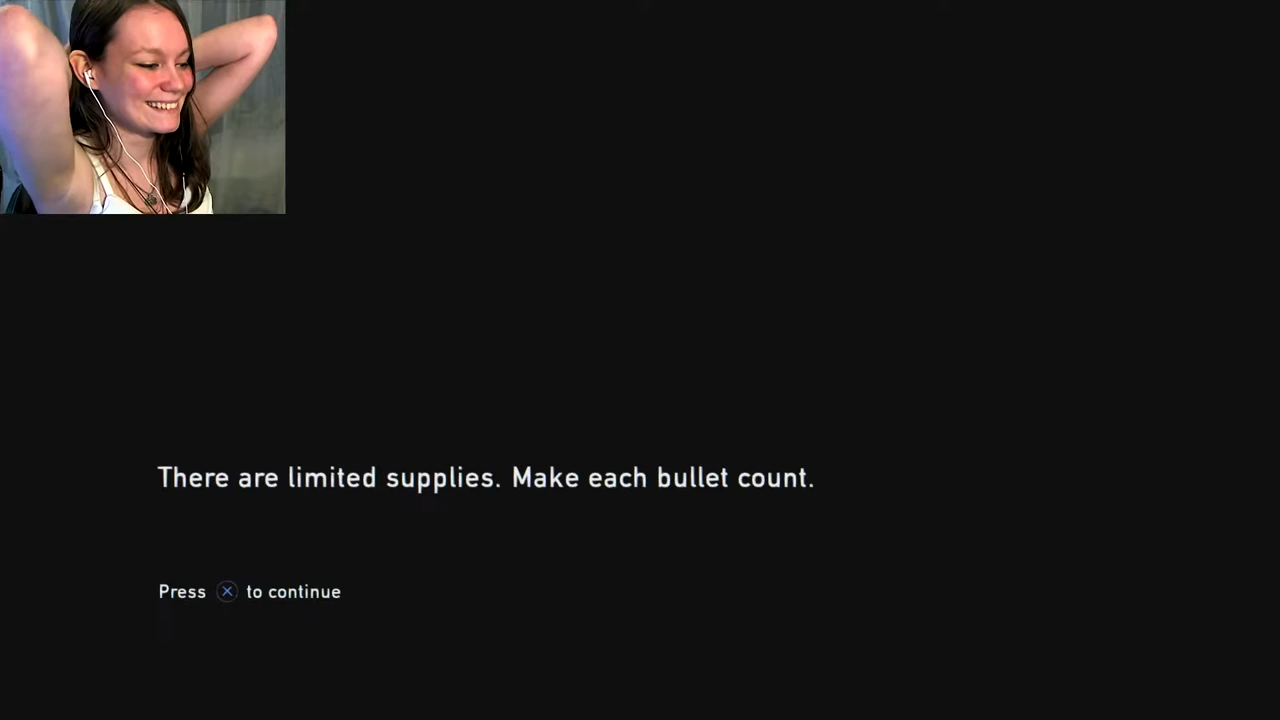 There are limited supplies. Make each bullet count.
Press ⓧ to continue